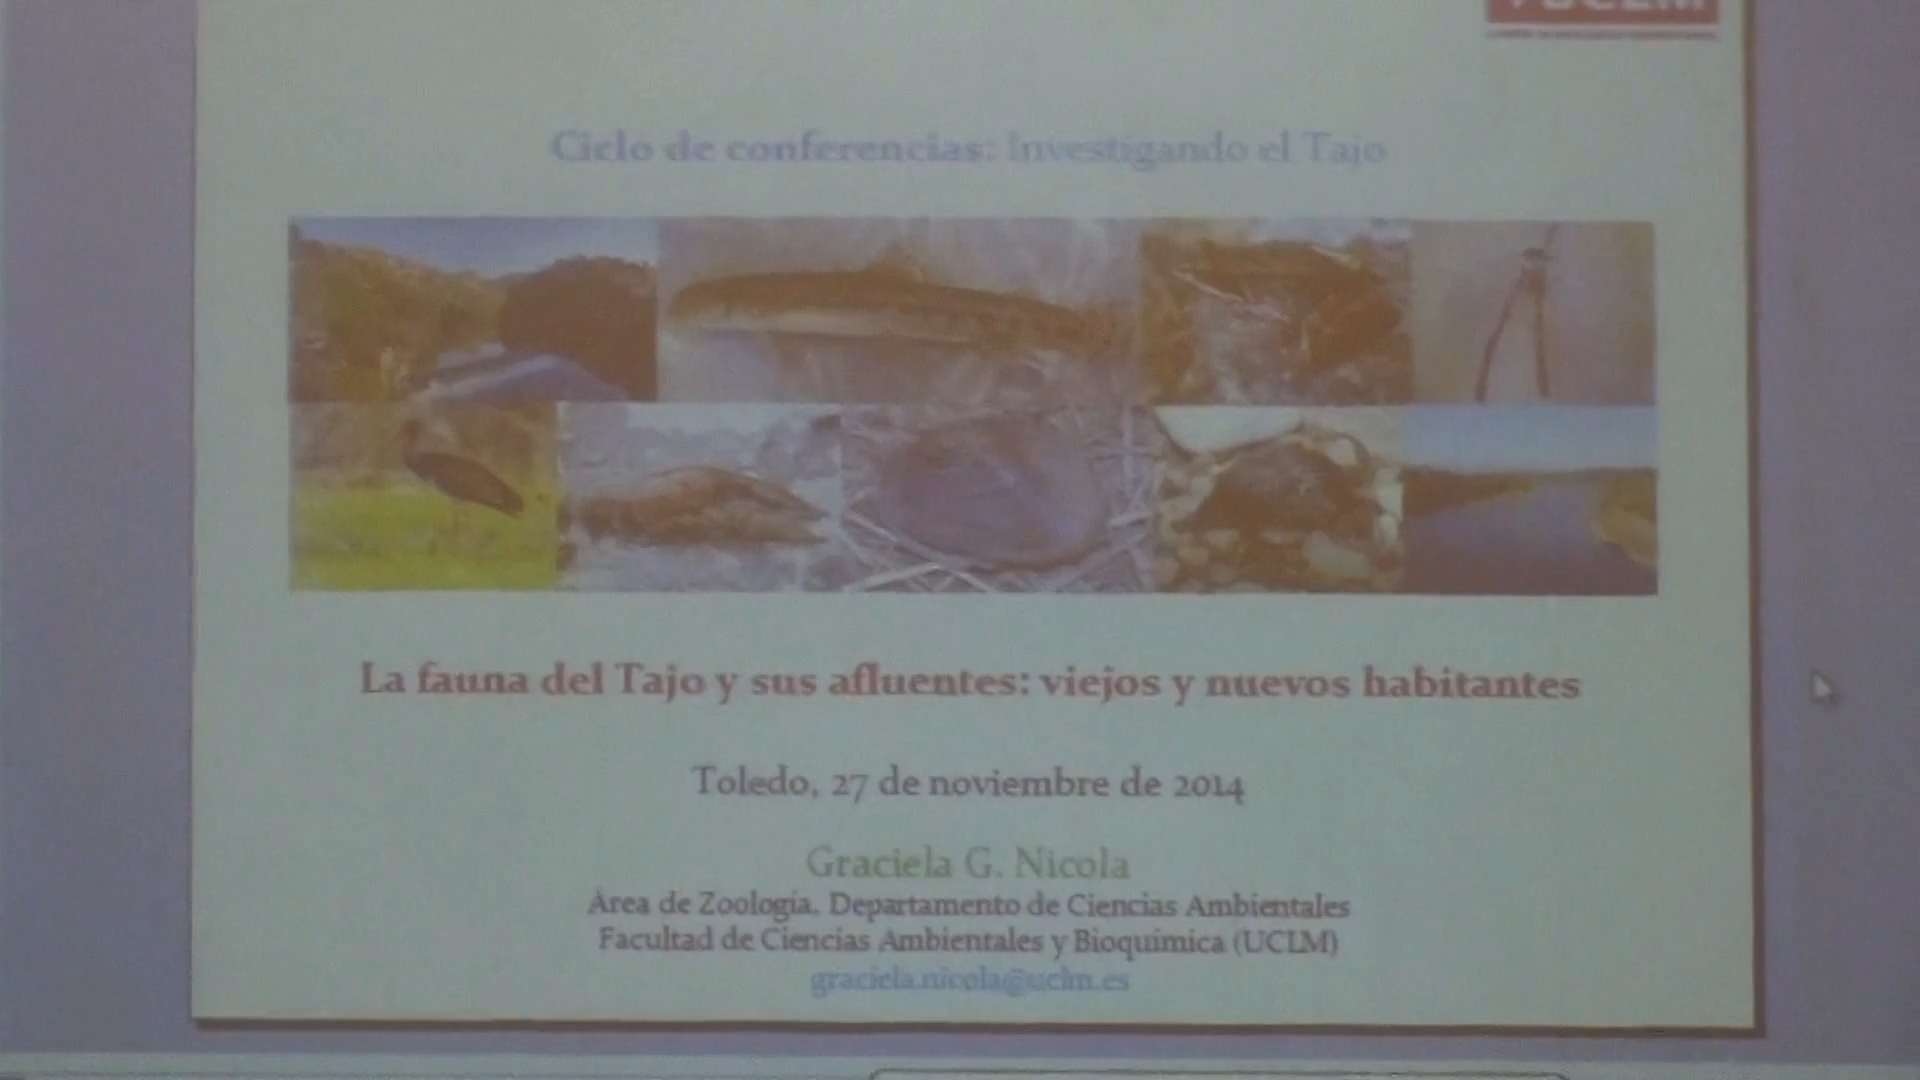 UCLM
Ciclo de conferencias: Investigando el Tajo
La fauna del Tajo y sus afluentes: viejos y nuevos habitantes
Toledo, 27 de noviembre de 2014
Graciela G. Nicola
Área de Zoología, Departamento de Ciencias Ambientales
Facultad de Ciencias Ambientales y Bioquímica (UCLM)
graciela.nicola@uclm.es